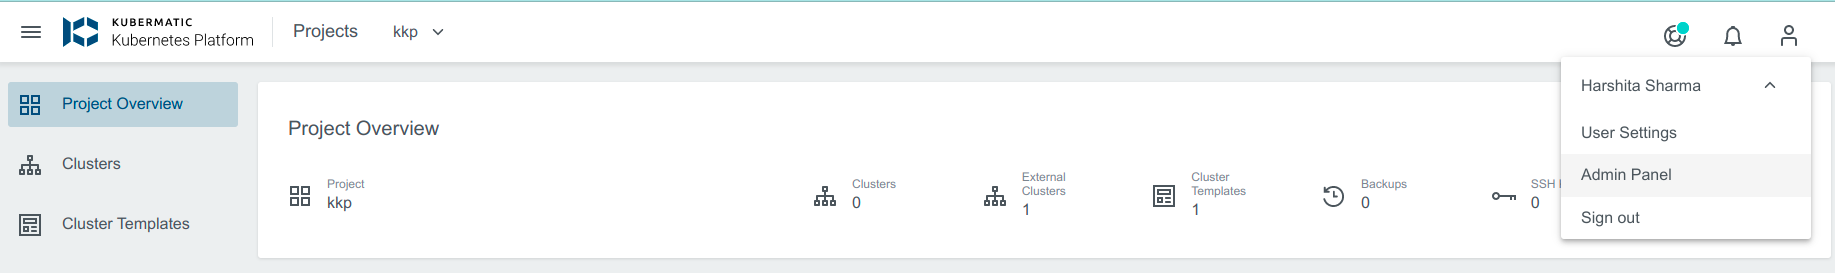 KUBERMATIC
Kubernetes Platform
Projects
kkp
Harshita Sharma
User Settings
Admin Panel
Sign out
Project Overview
Clusters
Cluster Templates
Project Overview
Project
kkp
Clusters
0
External
Clusters
1
Cluster
Templates
1
Backups
0
SSH
0